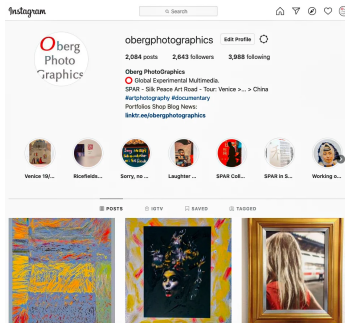 Instagram
Search
Oberg
Photo
Graphics
obergphotographics
Edit Profile
2,084 posts 2,643 followers 3,988 following
Oberg PhotoGraphics
⭕ Global Experimental Multimedia.
SPAR - Silk Peace Art Road - Tour: Venice >... > China
#artphotography #documentary
Portfolios Shop Blog News:
linktr.ee/obergphotographics
Venice 19/... Ricefields... Sorry, no ... Laughter ... SPAR Coll... SPAR in S... Working o...
POSTS IGTV SAVED TAGGED